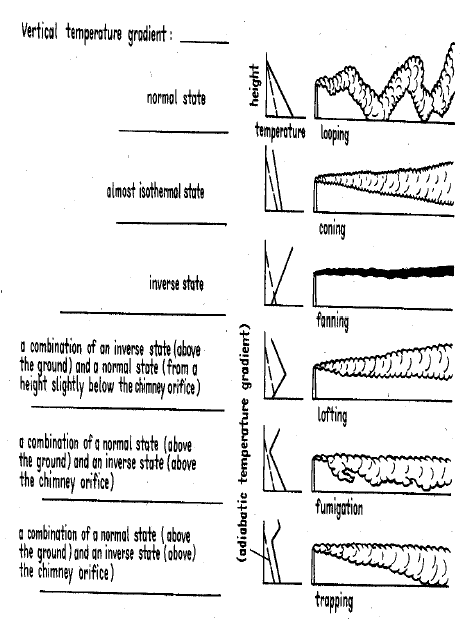 Vertical temperature gradient :
height
normal state
temperature
looping
almost isothermal state
coning
inverse state
fanning
a combination of an inverse state (above
the ground) and a normal state (from a
height slightly below the chimney orifice)
lofting
(adiabatic temperature gradient)
a combination of a normal state (above
the ground) and an inverse state (above
the chimney orifice)
fumigation
a combination of a normal state (above
the ground) and an inverse state (above)
the chimney orifice)
trapping